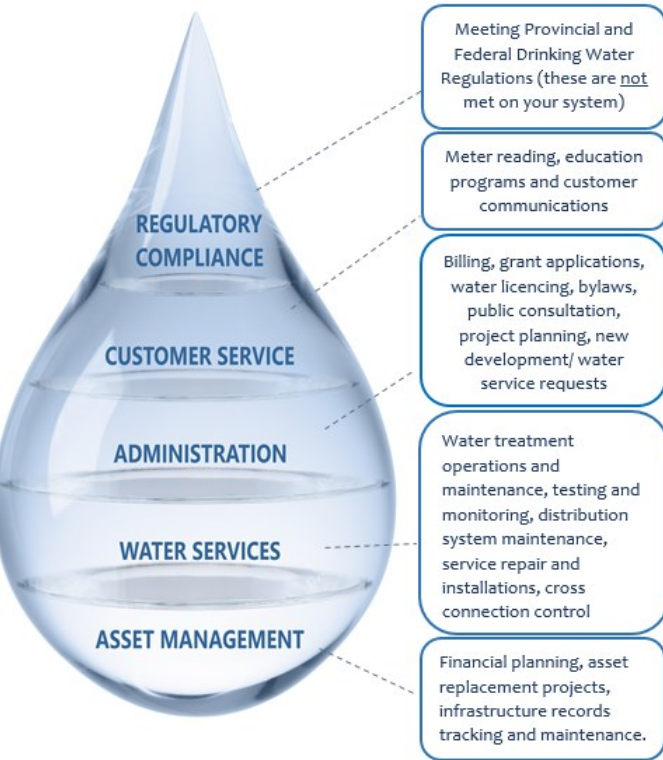 Meeting Provincial and
Federal Drinking Water
Regulations (these are not
met on your system)
REGULATORY
COMPLIANCE
Meter reading, education
programs and customer
communications
CUSTOMER SERVICE
Billing, grant applications,
water licencing, bylaws,
public consultation,
project planning, new
development/ water
service requests
ADMINISTRATION
Water treatment
operations and
maintenance, testing and
monitoring, distribution
system maintenance,
service repair and
installations, cross
connection control
WATER SERVICES
Financial planning, asset
replacement projects,
infrastructure records
tracking and maintenance.
ASSET MANAGEMENT